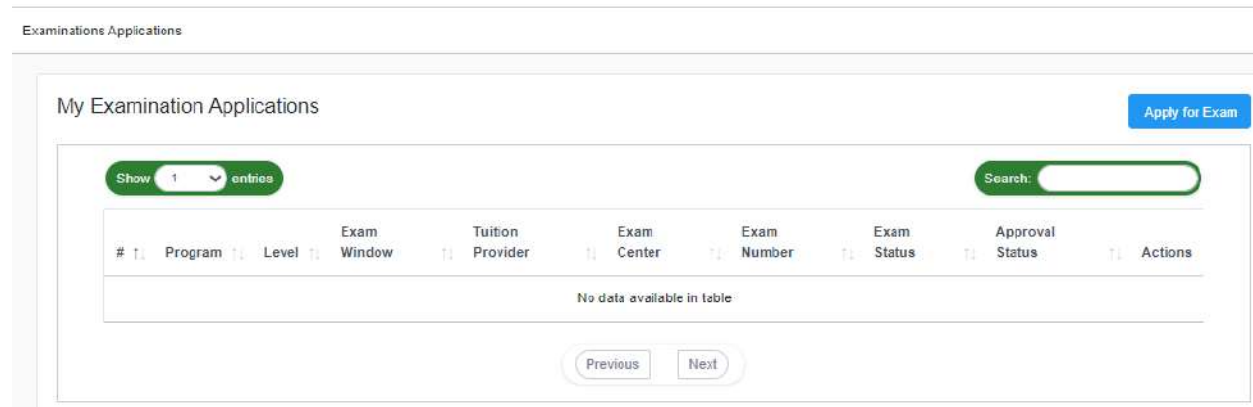 Examinations Applications
My Examination Applications
Apply for Exam
Show 1 entries
Search:
# Program Level Exam Window Tuition Provider Exam Center Exam Number Exam Status Approval Status Actions
No data available in table
Previous Next